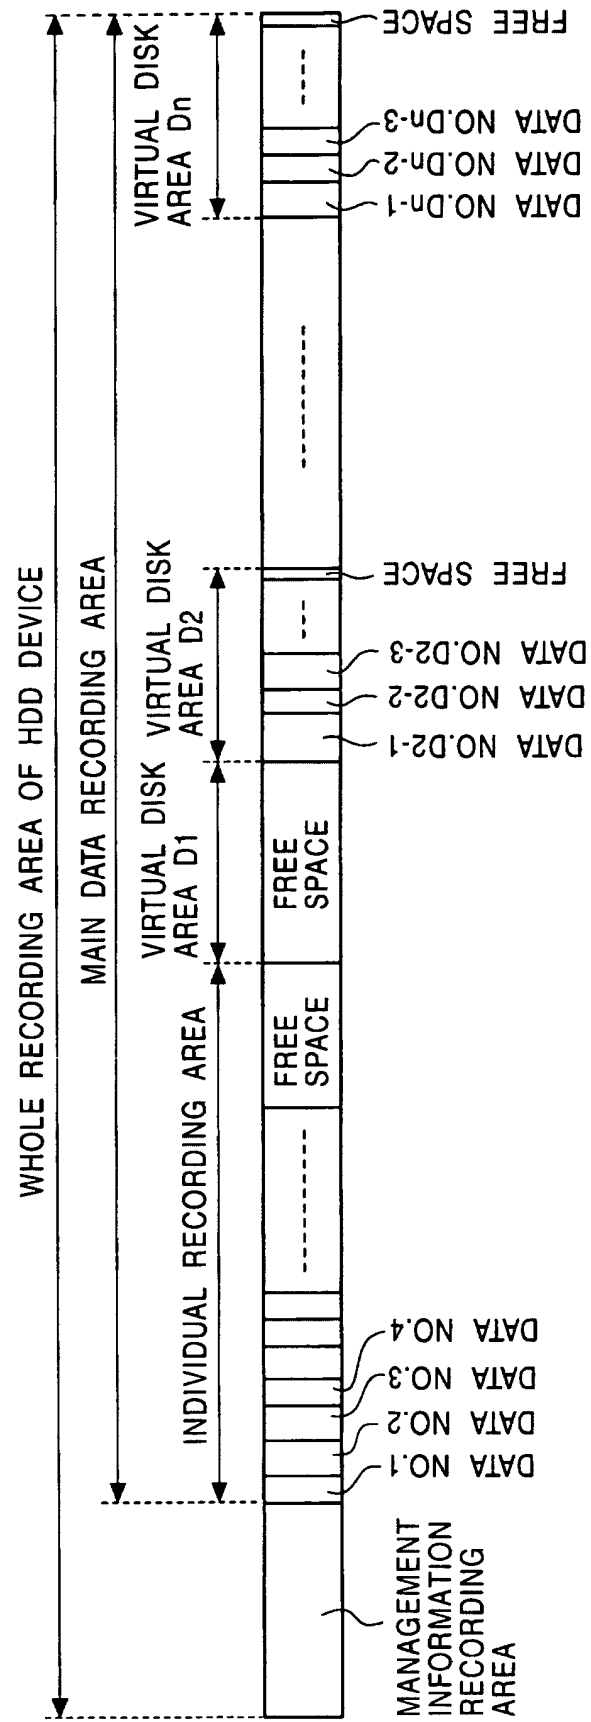 WHOLE RECORDING AREA OF HDD DEVICE
MAIN DATA RECORDING AREA
INDIVIDUAL RECORDING AREA
VIRTUAL DISK
AREA D1
VIRTUAL DISK
AREA D2
VIRTUAL DISK
AREA Dn
FREE
SPACE
FREE
SPACE
MANAGEMENT
INFORMATION
RECORDING
AREA
DATA NO.1
DATA NO.2
DATA NO.3
DATA NO.4
DATA NO.D2-1
DATA NO.D2-2
DATA NO.D2-3
FREE SPACE
DATA NO.Dn-1
DATA NO.Dn-2
DATA NO.Dn-3
FREE SPACE